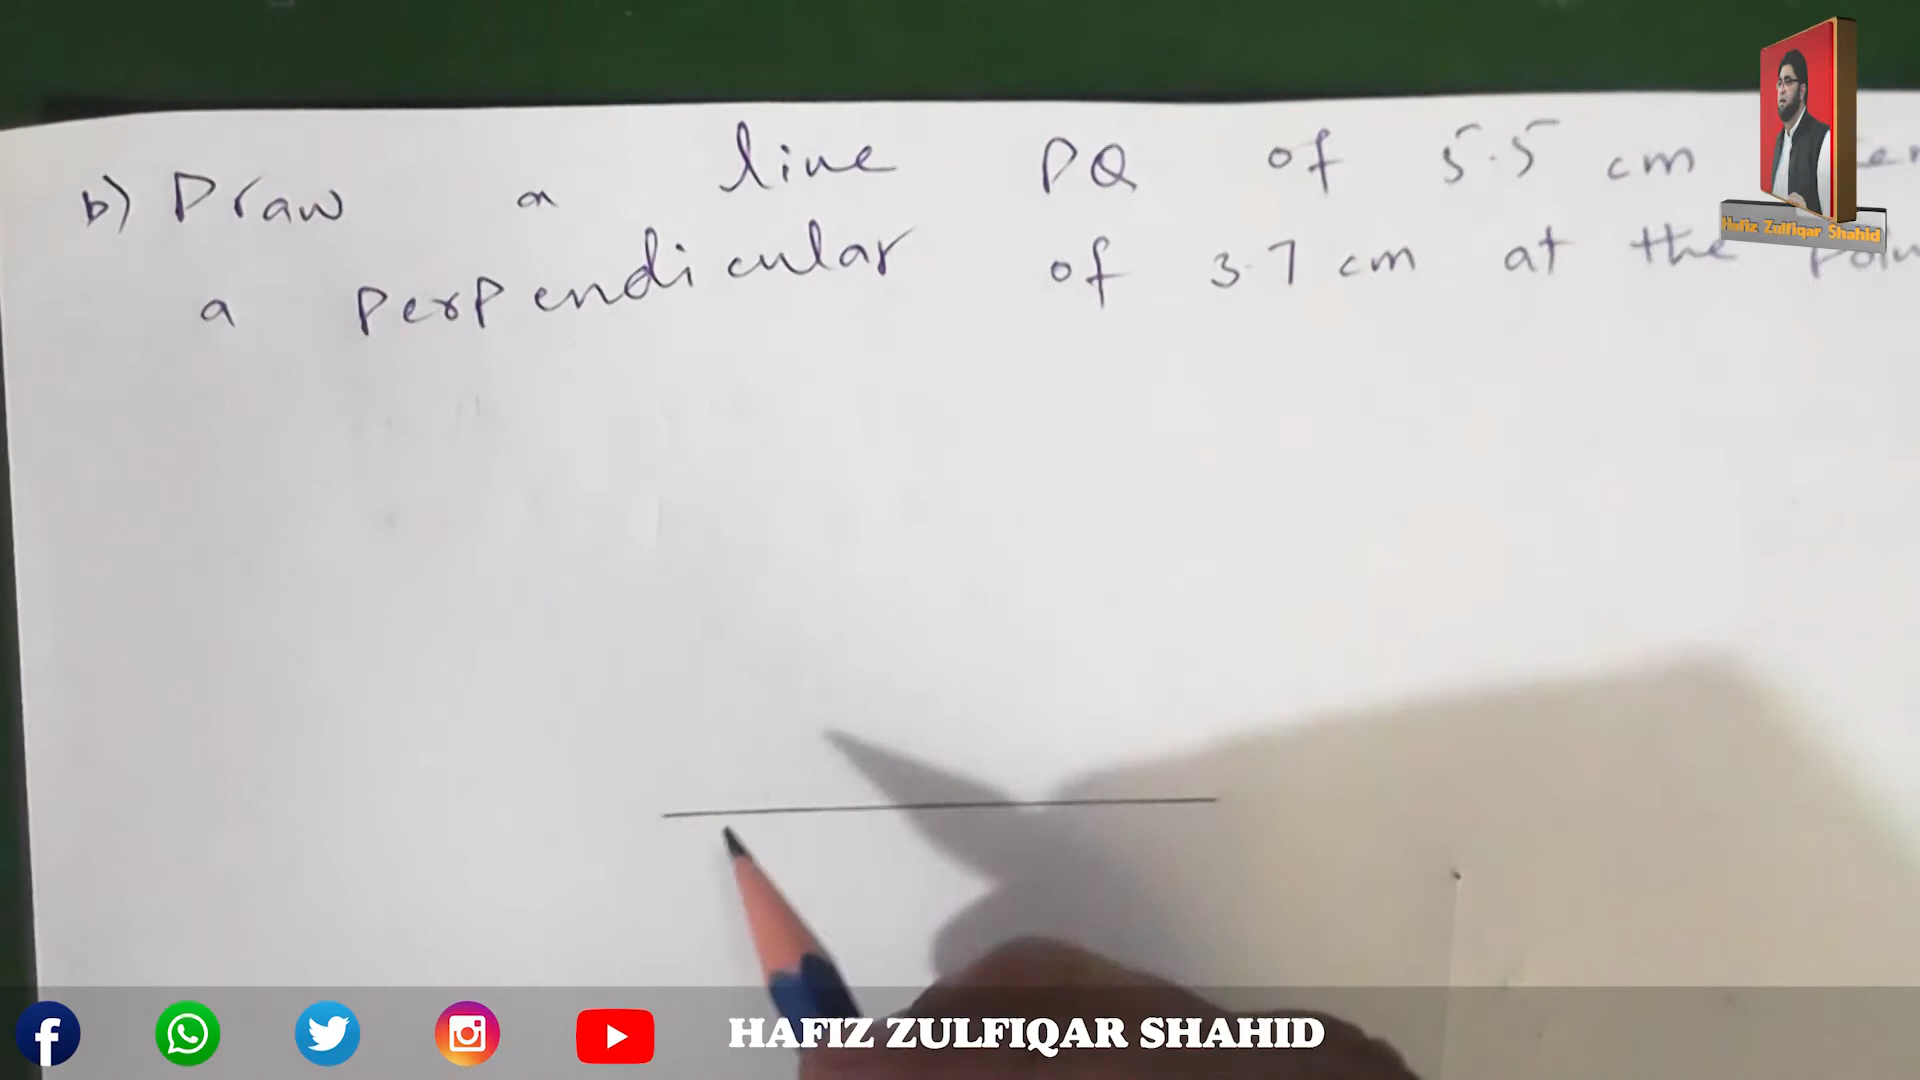 b) Draw a line PQ of 5.5 cm
a perpendicular of 3.7 cm at the
Hafiz Zulfiqar Shahid
HAFIZ ZULFIQAR SHAHID